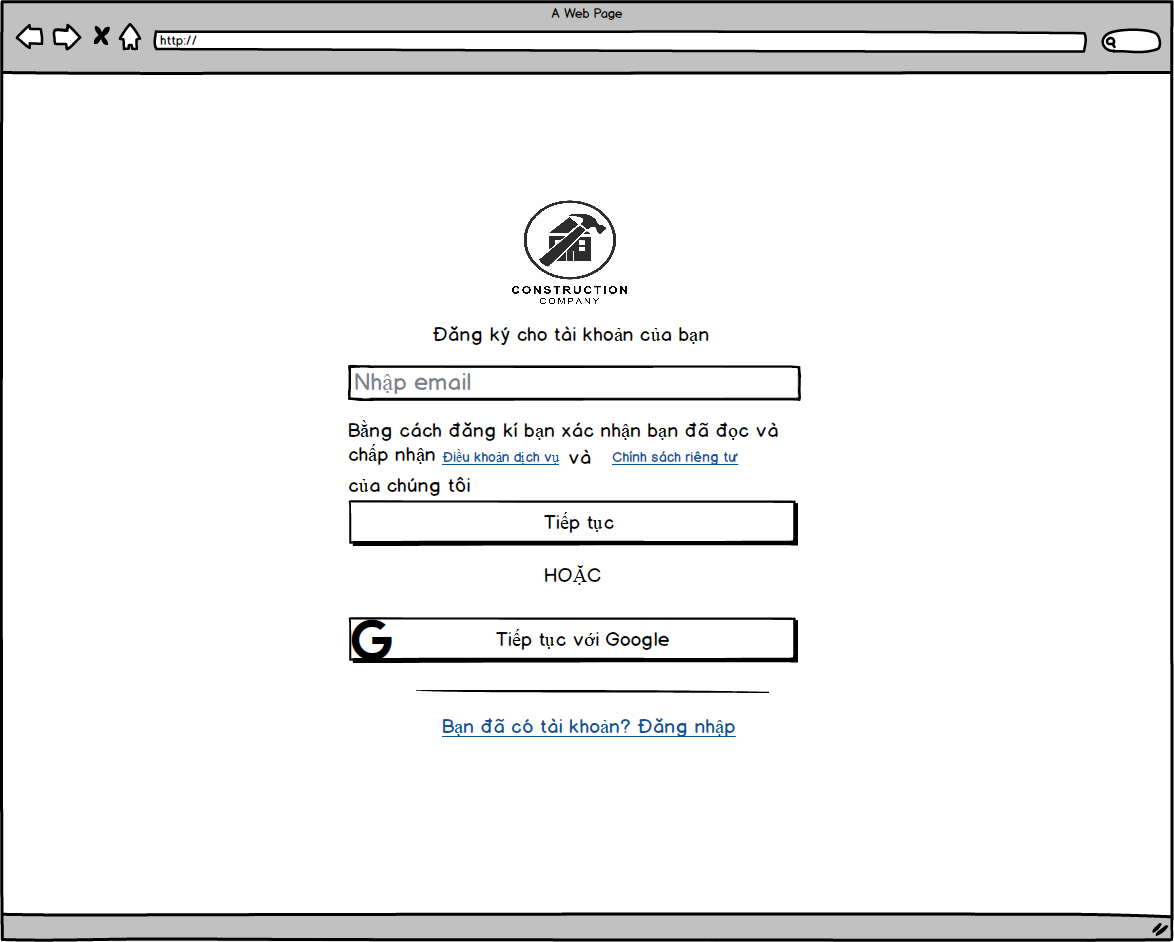 A Web Page
http://
CONSTRUCTION
COMPANY
Đăng ký cho tài khoản của bạn
Nhập email
Bằng cách đăng kí bạn xác nhận bạn đã đọc và
chấp nhận Điều khoản dịch vụ và Chính sách riêng tư
của chúng tôi
Tiếp tục
HOẶC
G Tiếp tục với Google
Bạn đã có tài khoản? Đăng nhập